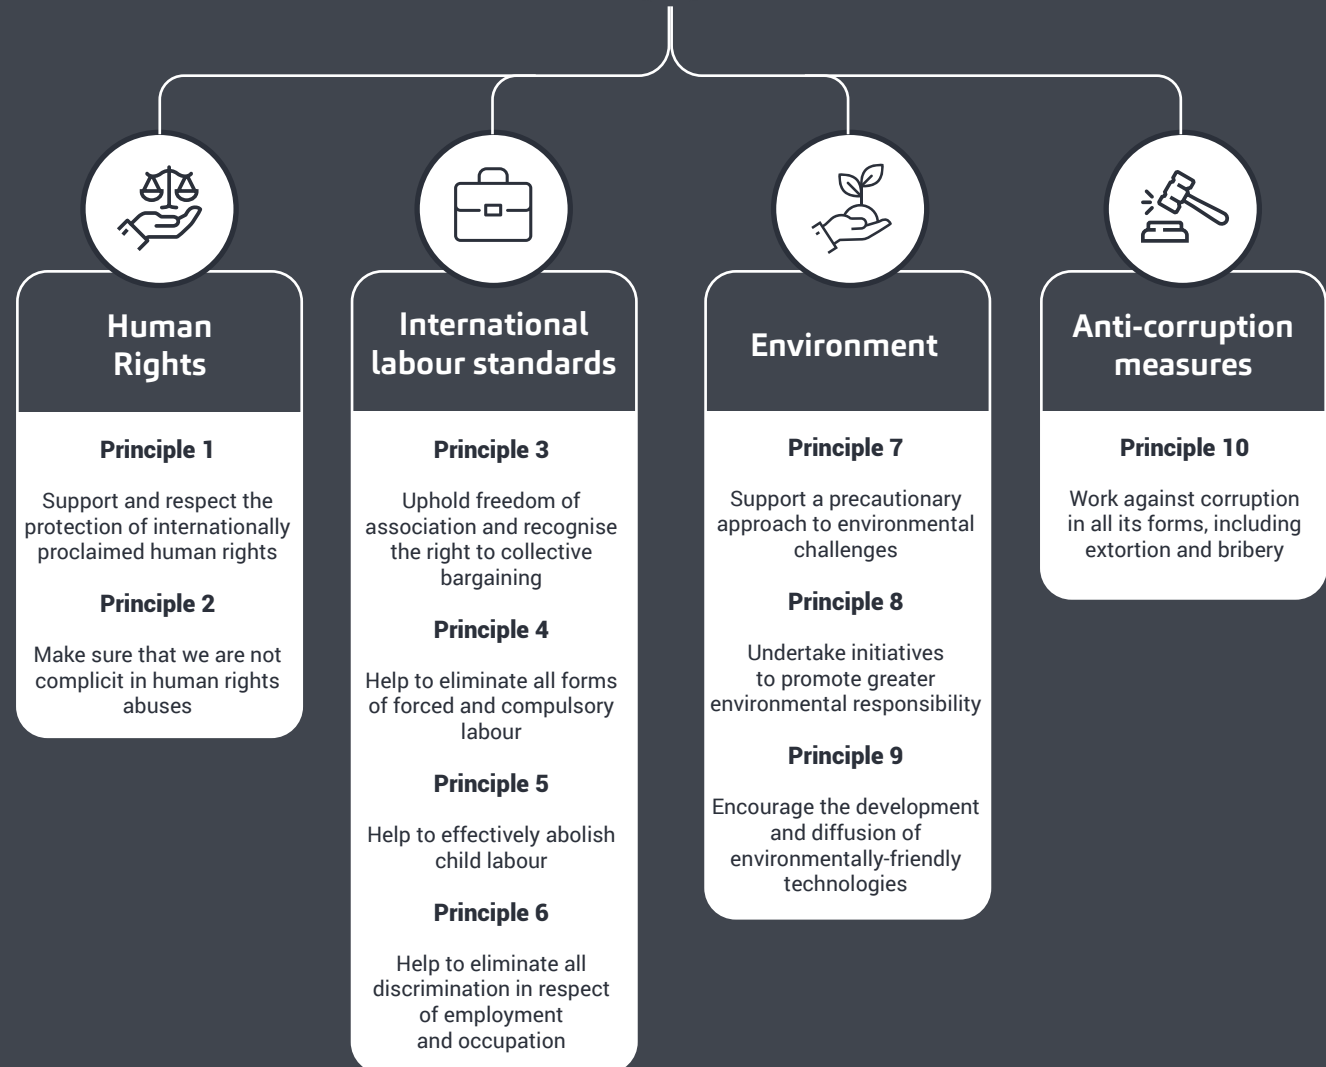 Human
Rights
Principle 1
Support and respect the
protection of internationally
proclaimed human rights
Principle 2
Make sure that we are not
complicit in human rights
abuses
International
labour standards
Principle 3
Uphold freedom of
association and recognise
the right to collective
bargaining
Principle 4
Help to eliminate all forms
of forced and compulsory
labour
Principle 5
Help to effectively abolish
child labour
Principle 6
Help to eliminate all
discrimination in respect
of employment
and occupation
Environment
Principle 7
Support a precautionary
approach to environmental
challenges
Principle 8
Undertake initiatives
to promote greater
environmental responsibility
Principle 9
Encourage the development
and diffusion of
environmentally-friendly
technologies
Anti-corruption
measures
Principle 10
Work against corruption
in all its forms, including
extortion and bribery